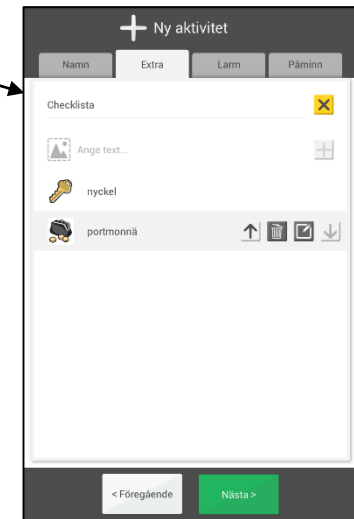 Ny aktivitet
Namn Extra Larm Påminn
Checklista
Ange text...
nyckel
portmonnä
< Föregående Nästa >